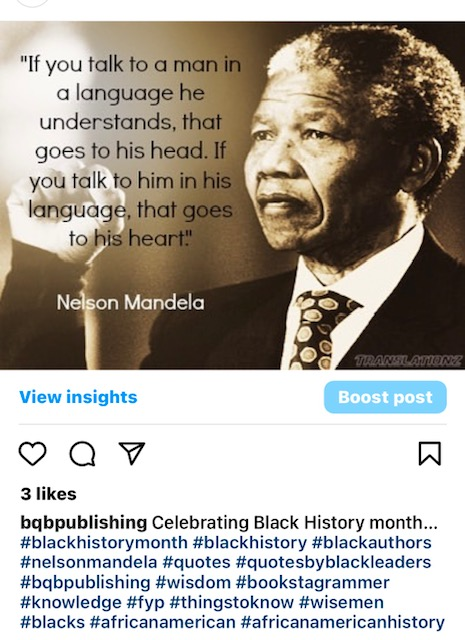 "If you talk to a man in
a language he
understands, that
goes to his head. If
you talk to him in his
language, that goes
to his heart."
Nelson Mandela
TRANSLATIONZ
View insights
Boost post
3 likes
bqbpublishing Celebrating Black History month...
#blackhistorymonth #blackhistory #blackauthors
#nelsonmandela #quotes #quotesbyblackleaders
#bqbpublishing #wisdom #bookstagrammer
#knowledge #fyp #thingstoknow #wisemen
#blacks #africanamerican #africanamericanhistory